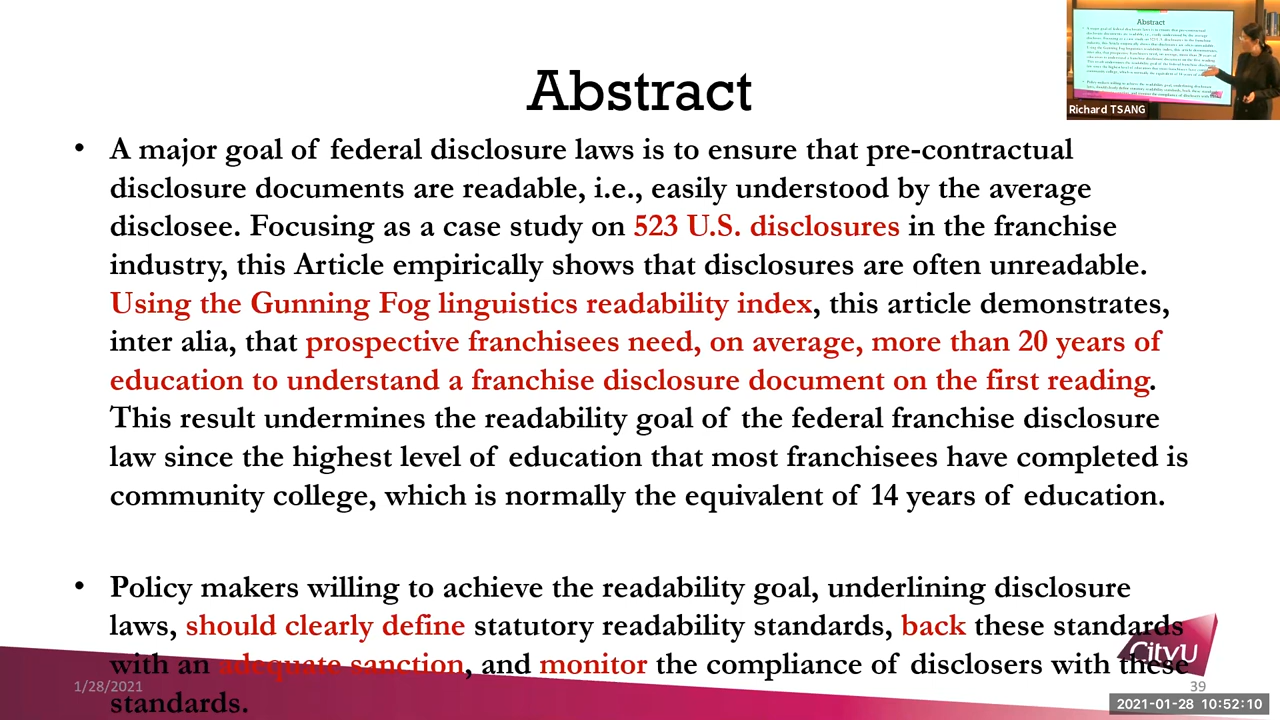 Abstract
Richard TSANG
Abstract
• A major goal of federal disclosure laws is to ensure that pre-contractual
disclosure documents are readable, i.e., easily understood by the average
disclosee. Focusing as a case study on 523 U.S. disclosures in the franchise
industry, this Article empirically shows that disclosures are often unreadable.
Using the Gunning Fog linguistics readability index, this article demonstrates,
inter alia, that prospective franchisees need, on average, more than 20 years of
education to understand a franchise disclosure document on the first reading.
This result undermines the readability goal of the federal franchise disclosure
law since the highest level of education that most franchisees have completed is
community college, which is normally the equivalent of 14 years of education.
• Policy makers willing to achieve the readability goal, underlining disclosure
laws, should clearly define statutory readability standards, back these standards
with an adequate sanction, and monitor the compliance of disclosers with these
standards.
CityU
1/28/2021
39
2021-01-28 10:52:10